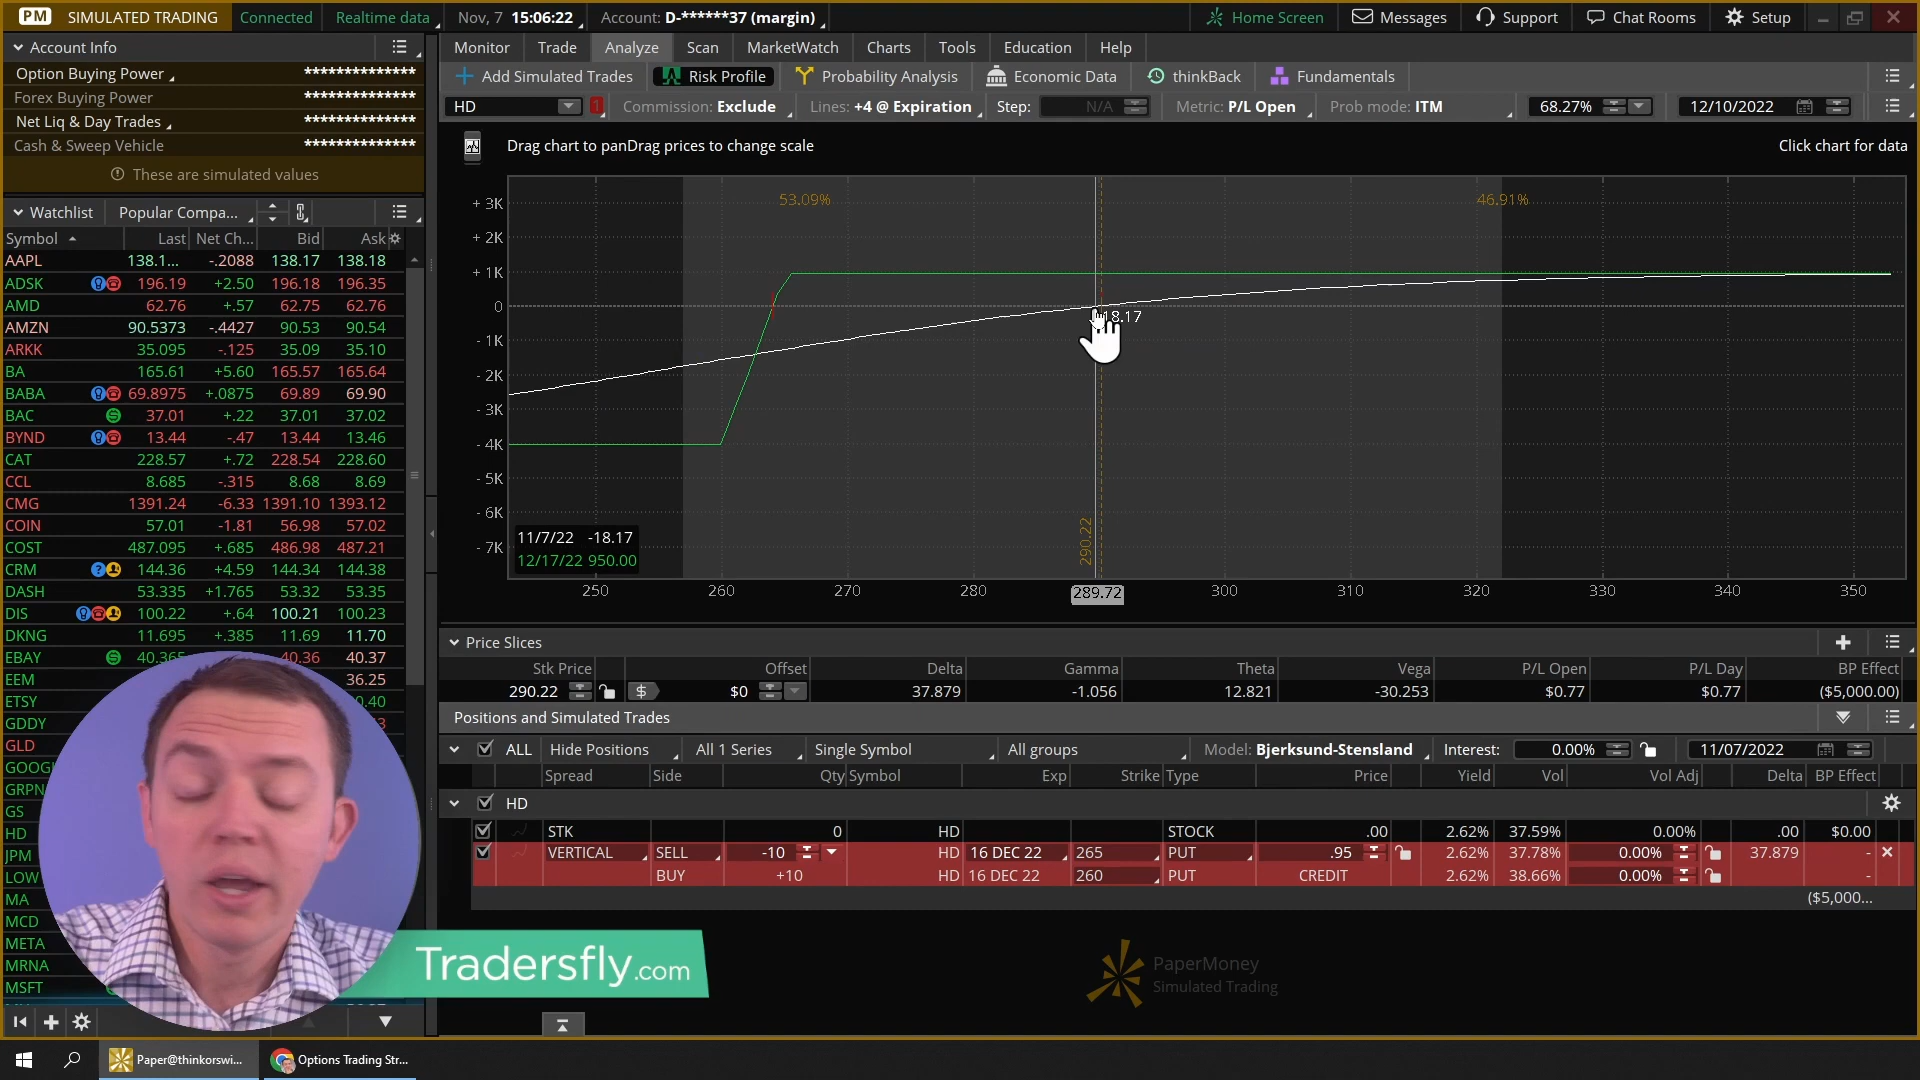 PM SIMULATED TRADING Connected Realtime data Nov, 7 15:06:22 Account: D-******37 (margin) Home Screen Messages Support Chat Rooms Setup
Account Info
Option Buying Power **************
Forex Buying Power **************
Net Liq & Day Trades **************
Cash & Sweep Vehicle **************
These are simulated values
Watchlist Popular Compa...
Symbol Last Net Ch... Bid Ask
AAPL 138.1... -.2088 138.17 138.18
ADSK 196.19 +2.50 196.18 196.35
AMD 62.76 +.57 62.75 62.76
AMZN 90.5373 -.4427 90.53 90.54
ARKK 35.095 -.125 35.09 35.10
BA 165.61 +5.60 165.57 165.64
BABA 69.8975 +.0875 69.89 69.90
BAC 37.01 +.22 37.01 37.02
BYND 13.44 -.47 13.44 13.46
CAT 228.57 +.72 228.54 228.60
CCL 8.685 -.315 8.68 8.69
CMG 1391.24 -6.33 1391.10 1393.12
COIN 57.01 -1.81 56.98 57.02
COST 487.095 +.685 486.98 487.21
CRM 144.36 +4.59 144.34 144.38
DASH 53.335 +1.765 53.32 53.35
DIS 100.22 +.64 100.21 100.23
DKNG 11.695 +.385 11.69 11.70
EBAY 40.365 40.36 40.37
EEM 36.25
ETSY
GDDY
GLD
GOOGL
GRPN
GS
HD
JPM
LOW
MA
MCD
META
MRNA
MSFT
Monitor Trade Analyze Scan MarketWatch Charts Tools Education Help
Add Simulated Trades Risk Profile Probability Analysis Economic Data thinkBack Fundamentals
HD 1 Commission: Exclude Lines: +4 @ Expiration Step: N/A Metric: P/L Open Prob mode: ITM 68.27% 12/10/2022
Drag chart to panDrag prices to change scale Click chart for data
53.09% 46.91%
+ 3K
+ 2K
+ 1K
0
- 1K
- 2K
- 3K
- 4K
- 5K
- 6K
- 7K
18.17
290.22
11/7/22 -18.17
12/17/22 950.00
250 260 270 280 289.72 300 310 320 330 340 350
Price Slices
Stk Price Offset Delta Gamma Theta Vega P/L Open P/L Day BP Effect
290.22 $ $0 37.879 -1.056 12.821 -30.253 $0.77 $0.77 ($5,000.00)
Positions and Simulated Trades
ALL Hide Positions All 1 Series Single Symbol All groups Model: Bjerksund-Stensland Interest: 0.00% 11/07/2022
Spread Side Qty Symbol Exp Strike Type Price Yield Vol Vol Adj Delta BP Effect
HD
STK 0 HD STOCK .00 2.62% 37.59% 0.00% .00 $0.00
VERTICAL SELL -10 HD 16 DEC 22 265 PUT .95 2.62% 37.78% 0.00% 37.879 -
BUY +10 HD 16 DEC 22 260 PUT CREDIT 2.62% 38.66% 0.00% -
($5,000...
Tradersfly.com
PaperMoney
Simulated Trading
Paper@thinkorswi... Options Trading Str...